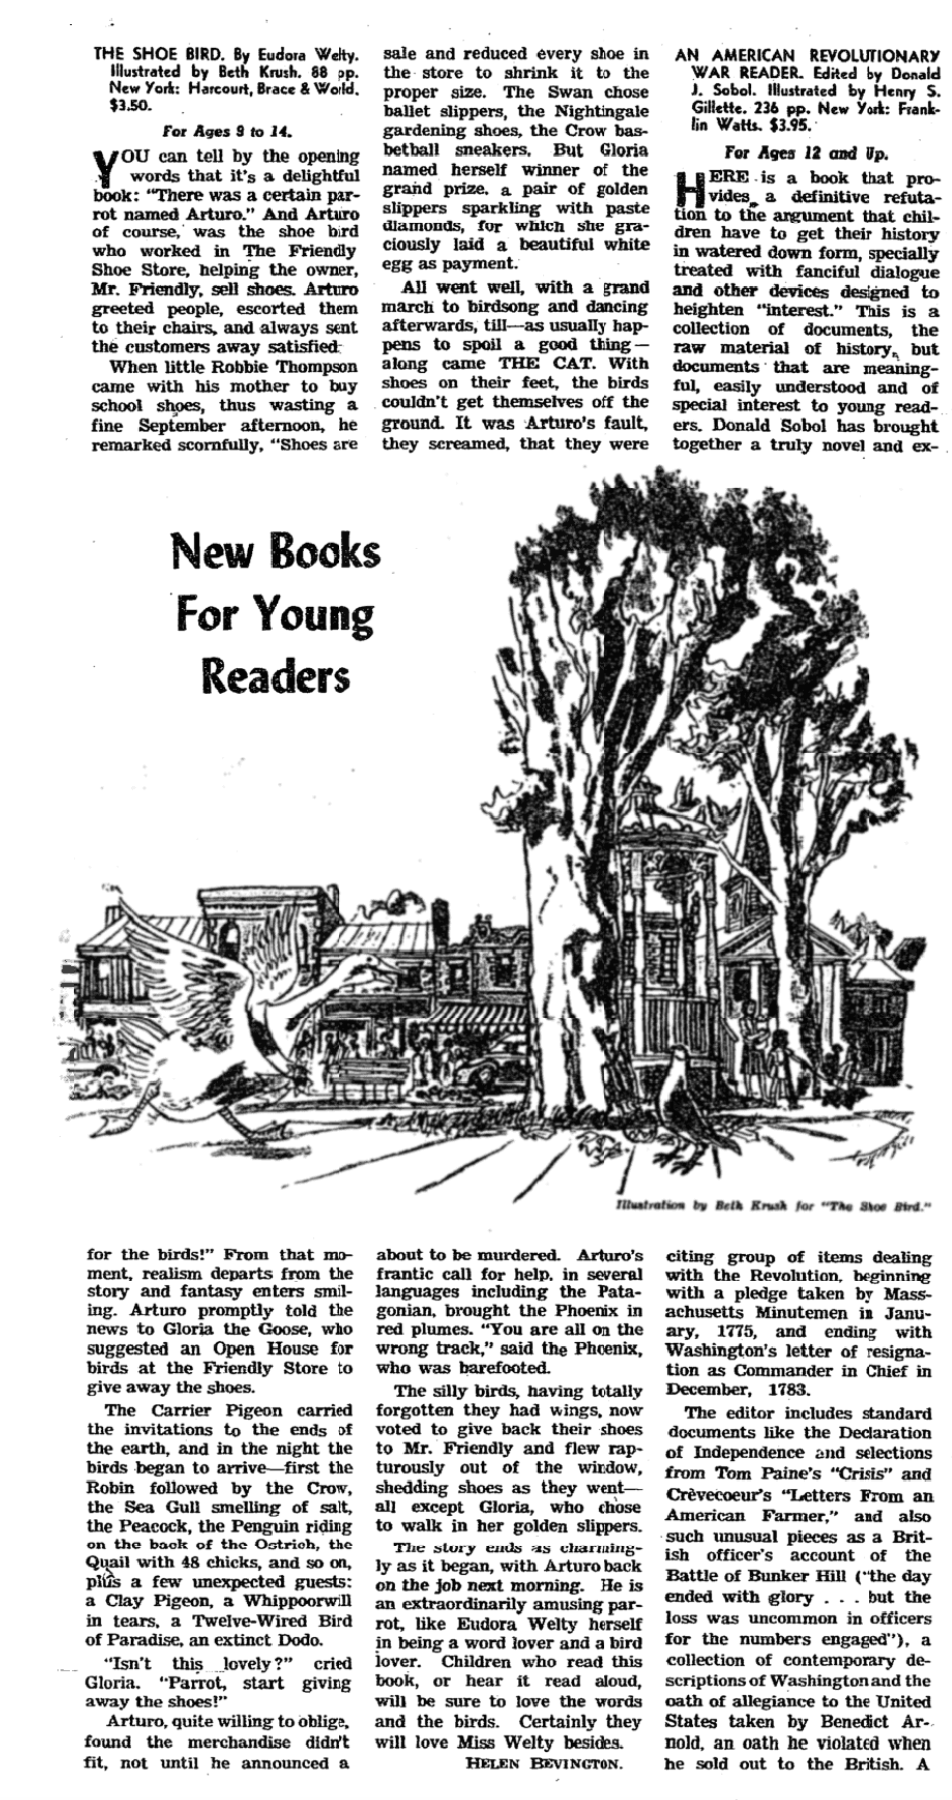 New Books
For Young
Readers
THE SHOE BIRD. By Eudora Welty.
Illustrated by Beth Krush. 88 pp.
New York: Harcourt, Brace & World.
$3.50.
For Ages 9 to 14.
YOU can tell by the opening
words that it's a delightful
book: "There was a certain par-
rot named Arturo." And Arturo
of course, was the shoe bird
who worked in The Friendly
Shoe Store, helping the owner,
Mr. Friendly, sell shoes. Arturo
greeted people, escorted them
to their chairs, and always sent
the customers away satisfied.
When little Robbie Thompson
came with his mother to buy
school shoes, thus wasting a
fine September afternoon, he
remarked scornfully, "Shoes are
for the birds!" From that mo-
ment, realism departs from the
story and fantasy enters smil-
ing. Arturo promptly told the
news to Gloria the Goose, who
suggested an Open House for
birds at the Friendly Store to
give away the shoes.
The Carrier Pigeon carried
the invitations to the ends of
the earth, and in the night the
birds began to arrive—first the
Robin followed by the Crow,
the Sea Gull smelling of salt,
the Peacock, the Penguin riding
on the back of the Ostrich, the
Quail with 48 chicks, and so on,
plus a few unexpected guests:
a Clay Pigeon, a Whippoorwill
in tears, a Twelve-Wired Bird
of Paradise, an extinct Dodo.
"Isn't this lovely?" cried
Gloria. "Parrot, start giving
away the shoes!"
Arturo, quite willing to oblige,
found the merchandise didn't
fit, not until he announced a
sale and reduced every shoe in
the store to shrink it to the
proper size. The Swan chose
ballet slippers, the Nightingale
gardening shoes, the Crow bas-
ketball sneakers. But Gloria
named herself winner of the
grand prize, a pair of golden
slippers sparkling with paste
diamonds, for which she gra-
ciously laid a beautiful white
egg as payment.
All went well, with a grand
march to birdsong and dancing
afterwards, till—as usually hap-
pens to spoil a good thing—
along came THE CAT. With
shoes on their feet, the birds
couldn't get themselves off the
ground. It was Arturo's fault,
they screamed, that they were
about to be murdered. Arturo's
frantic call for help, in several
languages including the Pata-
gonian, brought the Phoenix in
red plumes. "You are all on the
wrong track," said the Phoenix,
who was barefooted.
The silly birds, having totally
forgotten they had wings, now
voted to give back their shoes
to Mr. Friendly and flew rap-
turously out of the window,
shedding shoes as they went—
all except Gloria, who chose
to walk in her golden slippers.
The story ends as charming-
ly as it began, with Arturo back
on the job next morning. He is
an extraordinarily amusing par-
rot, like Eudora Welty herself
in being a word lover and a bird
lover. Children who read this
book, or hear it read aloud,
will be sure to love the words
and the birds. Certainly they
will love Miss Welty besides.
HELEN BEVINGTON.
AN AMERICAN REVOLUTIONARY
WAR READER. Edited by Donald
J. Sobol. Illustrated by Henry S.
Gillette. 236 pp. New York: Frank-
lin Watts. $3.95.
For Ages 12 and Up.
HERE is a book that pro-
vides a definitive refuta-
tion to the argument that chil-
dren have to get their history
in watered down form, specially
treated with fanciful dialogue
and other devices designed to
heighten "interest." This is a
collection of documents, the
raw material of history, but
documents that are meaning-
ful, easily understood and of
special interest to young read-
ers. Donald Sobol has brought
together a truly novel and ex-
citing group of items dealing
with the Revolution, beginning
with a pledge taken by Mass-
achusetts Minutemen in Janu-
ary, 1775, and ending with
Washington's letter of resigna-
tion as Commander in Chief in
December, 1783.
The editor includes standard
documents like the Declaration
of Independence and selections
from Tom Paine's "Crisis" and
Crèvecoeur's "Letters From an
American Farmer," and also
such unusual pieces as a Brit-
ish officer's account of the
Battle of Bunker Hill ("the day
ended with glory . . . but the
loss was uncommon in officers
for the numbers engaged"), a
collection of contemporary de-
scriptions of Washington and the
oath of allegiance to the United
States taken by Benedict Ar-
nold, an oath he violated when
he sold out to the British. A
Illustration by Beth Krush for "The Shoe Bird."